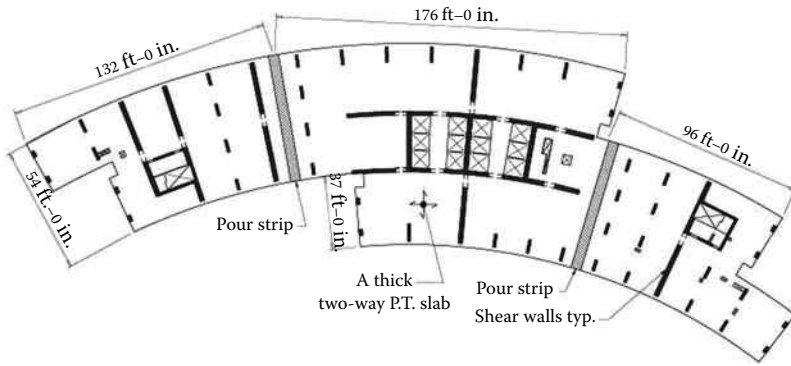 176 ft–0 in.
132 ft–0 in.
96 ft–0 in.
54 ft.–0 in.
37 ft–0 in.
Pour strip
A thick
two-way P.T. slab
Pour strip
Shear walls typ.